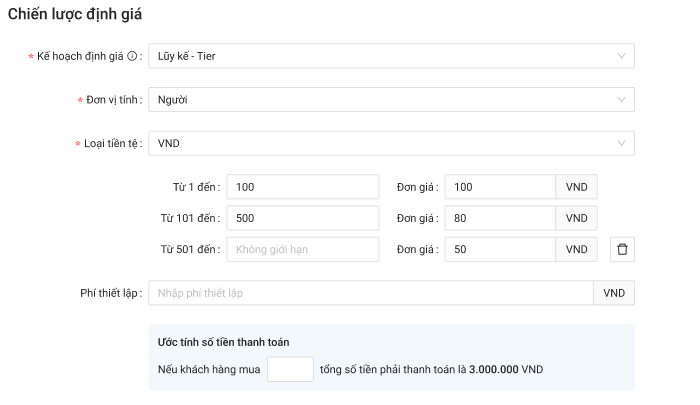 Chiến lược định giá
* Kế hoạch định giá : Lũy kế - Tier
* Đơn vị tính : Người
* Loại tiền tệ : VND
Từ 1 đến : 100 Đơn giá : 100 VND
Từ 101 đến : 500 Đơn giá : 80 VND
Từ 501 đến : Không giới hạn Đơn giá : 50 VND
Phí thiết lập : Nhập phí thiết lập VND
Ước tính số tiền thanh toán
Nếu khách hàng mua tổng số tiền phải thanh toán là 3.000.000 VND